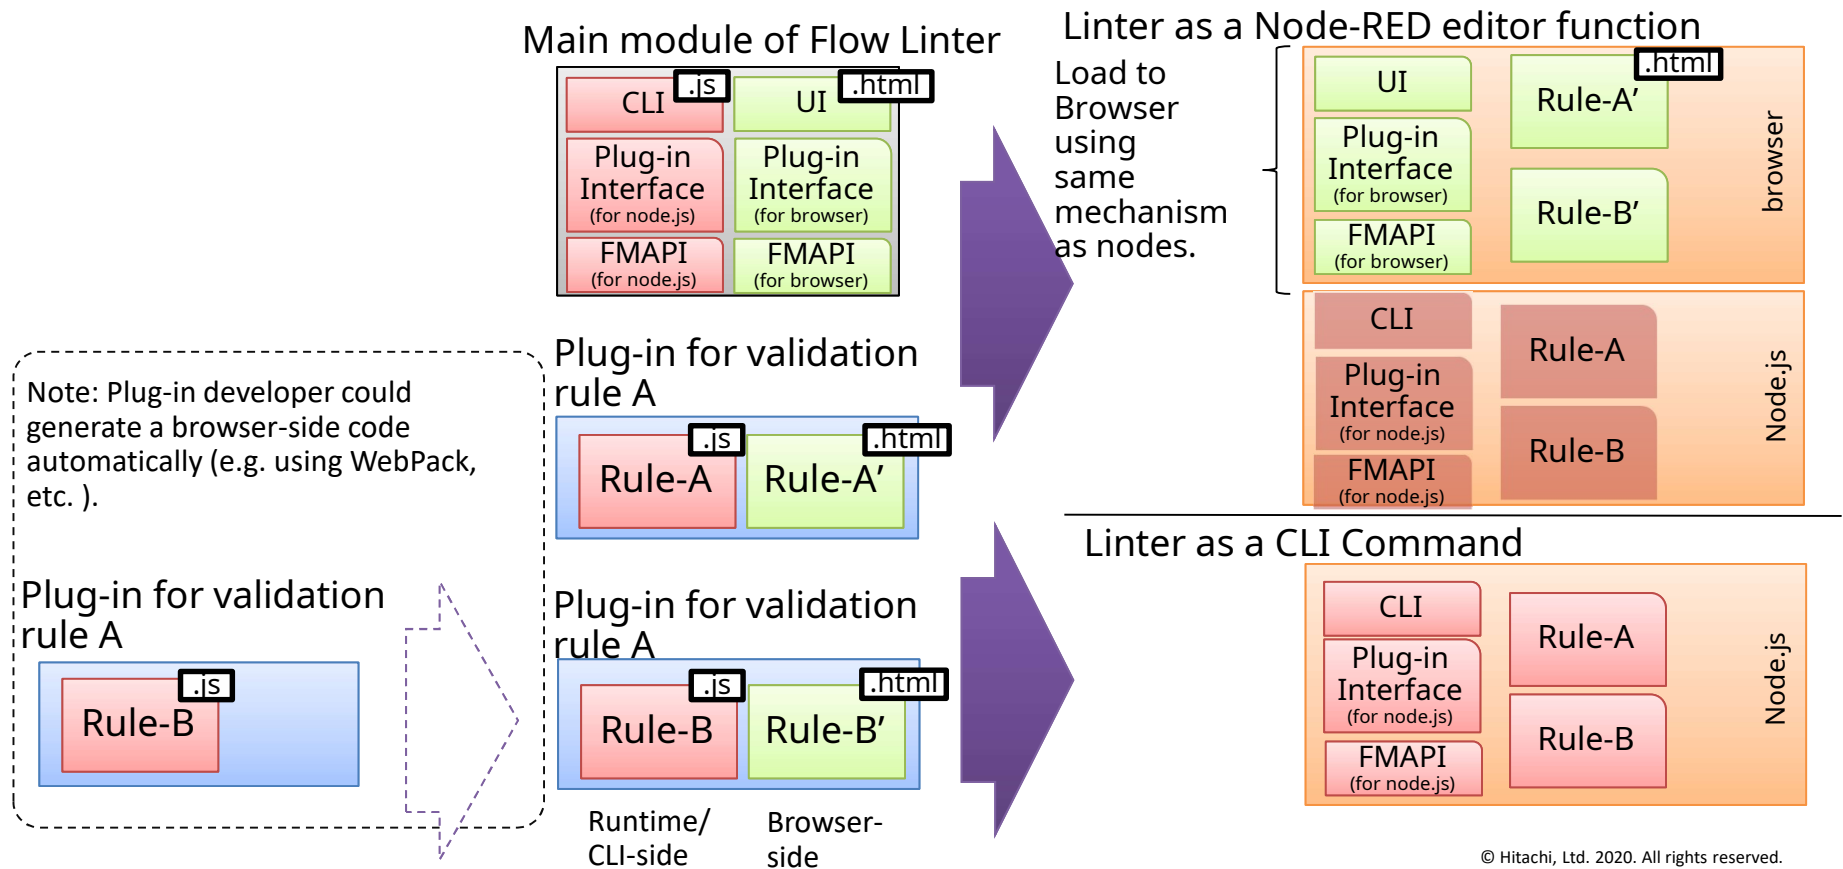 Main module of Flow Linter
.js
.html
CLI
UI
Plug-in
Interface
(for node.js)
Plug-in
Interface
(for browser)
FMAPI
(for node.js)
FMAPI
(for browser)
Plug-in for validation
rule A
.js
.html
Rule-A
Rule-A’
Note: Plug-in developer could
generate a browser-side code
automatically (e.g. using WebPack,
etc. ).
Plug-in for validation
rule A
.js
Rule-B
Plug-in for validation
rule A
.js
.html
Rule-B
Rule-B’
Runtime/
CLI-side
Browser-
side
Linter as a Node-RED editor function
Load to
Browser
using
same
mechanism
as nodes.
UI
Plug-in
Interface
(for browser)
FMAPI
(for browser)
.html
Rule-A’
Rule-B’
browser
CLI
Plug-in
Interface
(for node.js)
FMAPI
(for node.js)
Rule-A
Rule-B
Node.js
Linter as a CLI Command
CLI
Plug-in
Interface
(for node.js)
FMAPI
(for node.js)
Rule-A
Rule-B
Node.js
© Hitachi, Ltd. 2020. All rights reserved.